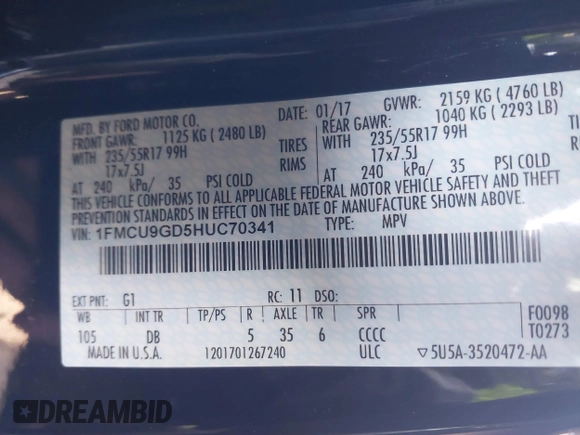 MFD. BY FORD MOTOR CO.
DATE: 01/17 GVWR: 2159 KG ( 4760 LB)
FRONT GAWR: 1125 KG ( 2480 LB) REAR GAWR: 1040 KG ( 2293 LB)
WITH 235/55R17 99H TIRES WITH 235/55R17 99H TIRES
17x7.5J RIMS 17x7.5J RIMS
AT 240 kPa/ 35 PSI COLD AT 240 kPa/ 35 PSI COLD
THIS VEHICLE CONFORMS TO ALL APPLICABLE FEDERAL MOTOR VEHICLE SAFETY AND THEFT
PREVENTION STANDARDS IN EFFECT ON THE DATE OF MANUFACTURE SHOWN ABOVE.
VIN: 1FMCU9GD5HUC70341 TYPE: MPV
EXT PNT: G1 RC: 11 DSO:
WB INT TR TP/PS R AXLE TR SPR F0098
105 DB 5 35 6 CCCC T0273
MADE IN U.S.A. 1201701267240 ULC ▽5U5A-3520472-AA
DREAMBID